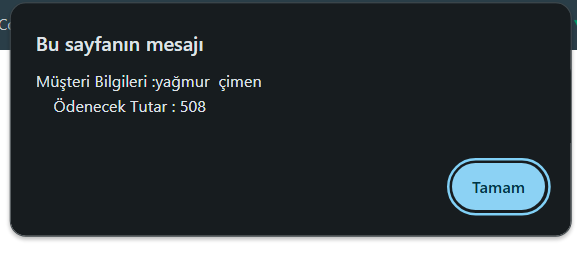 Bu sayfanın mesajı
Müşteri Bilgileri :yağmur  çimen
Ödenecek Tutar : 508
Tamam